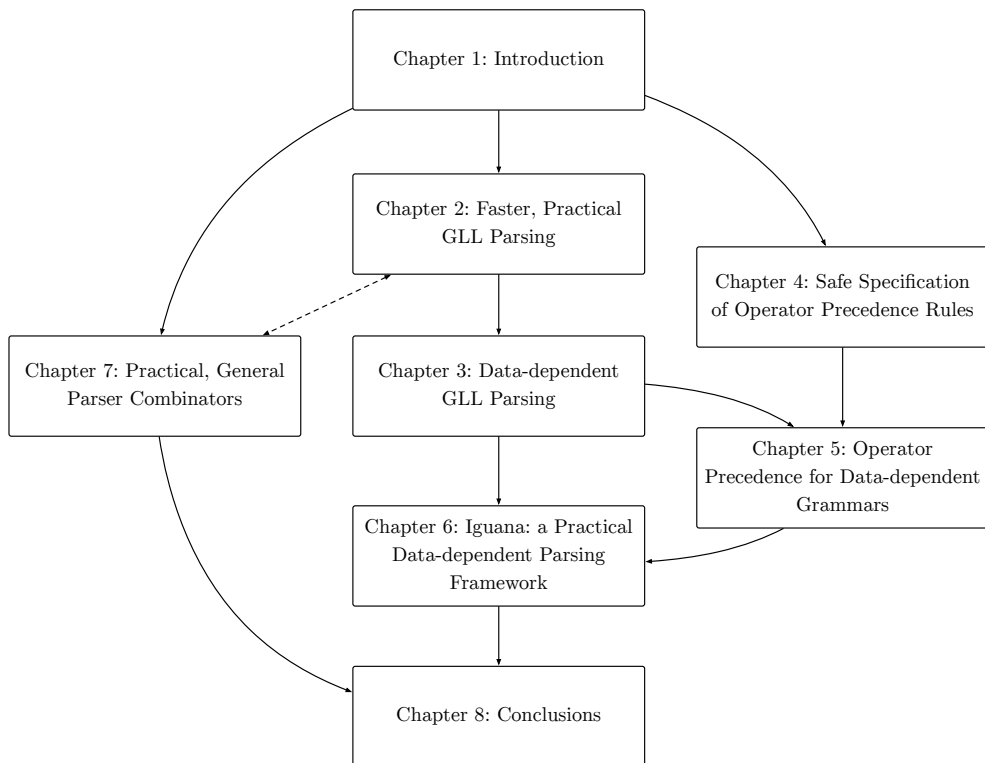 Chapter 1: Introduction
Chapter 2: Faster, Practical
GLL Parsing
Chapter 4: Safe Specification
of Operator Precedence Rules
Chapter 7: Practical, General
Parser Combinators
Chapter 3: Data-dependent
GLL Parsing
Chapter 5: Operator
Precedence for Data-dependent
Grammars
Chapter 6: Iguana: a Practical
Data-dependent Parsing
Framework
Chapter 8: Conclusions